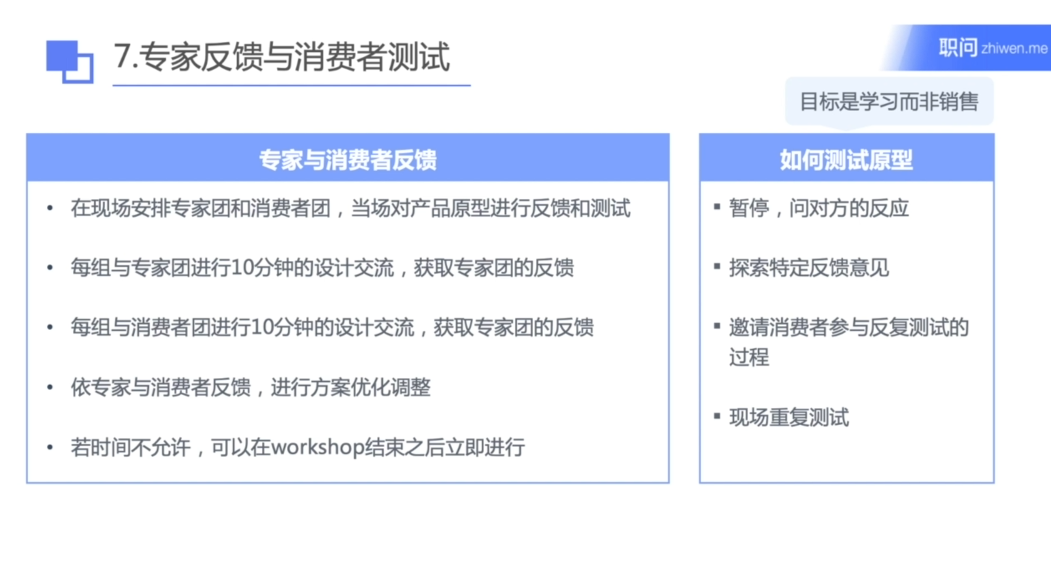 7.专家反馈与消费者测试
职问 zhiwen.me
目标是学习而非销售
专家与消费者反馈
• 在现场安排专家团和消费者团，当场对产品原型进行反馈和测试
• 每组与专家团进行10分钟的设计交流，获取专家团的反馈
• 每组与消费者团进行10分钟的设计交流，获取专家团的反馈
• 依专家与消费者反馈，进行方案优化调整
• 若时间不允许，可以在workshop结束之后立即进行
如何测试原型
▪ 暂停，问对方的反应
▪ 探索特定反馈意见
▪ 邀请消费者参与反复测试的
过程
▪ 现场重复测试